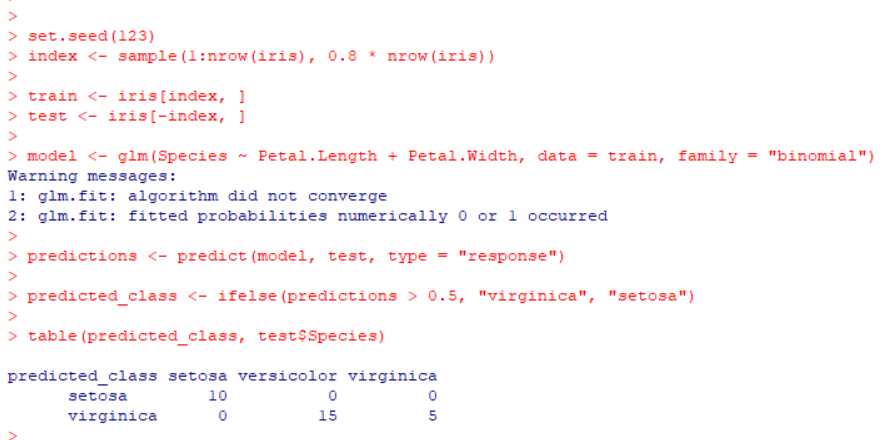 >
> set.seed(123)
> index <- sample(1:nrow(iris), 0.8 * nrow(iris))
>
> train <- iris[index, ]
> test <- iris[-index, ]
>
> model <- glm(Species ~ Petal.Length + Petal.Width, data = train, family = "binomial")
Warning messages:
1: glm.fit: algorithm did not converge
2: glm.fit: fitted probabilities numerically 0 or 1 occurred
>
> predictions <- predict(model, test, type = "response")
>
> predicted_class <- ifelse(predictions > 0.5, "virginica", "setosa")
>
> table(predicted_class, test$Species)

predicted_class setosa versicolor virginica
      setosa        10          0         0
      virginica      0         15         5
>